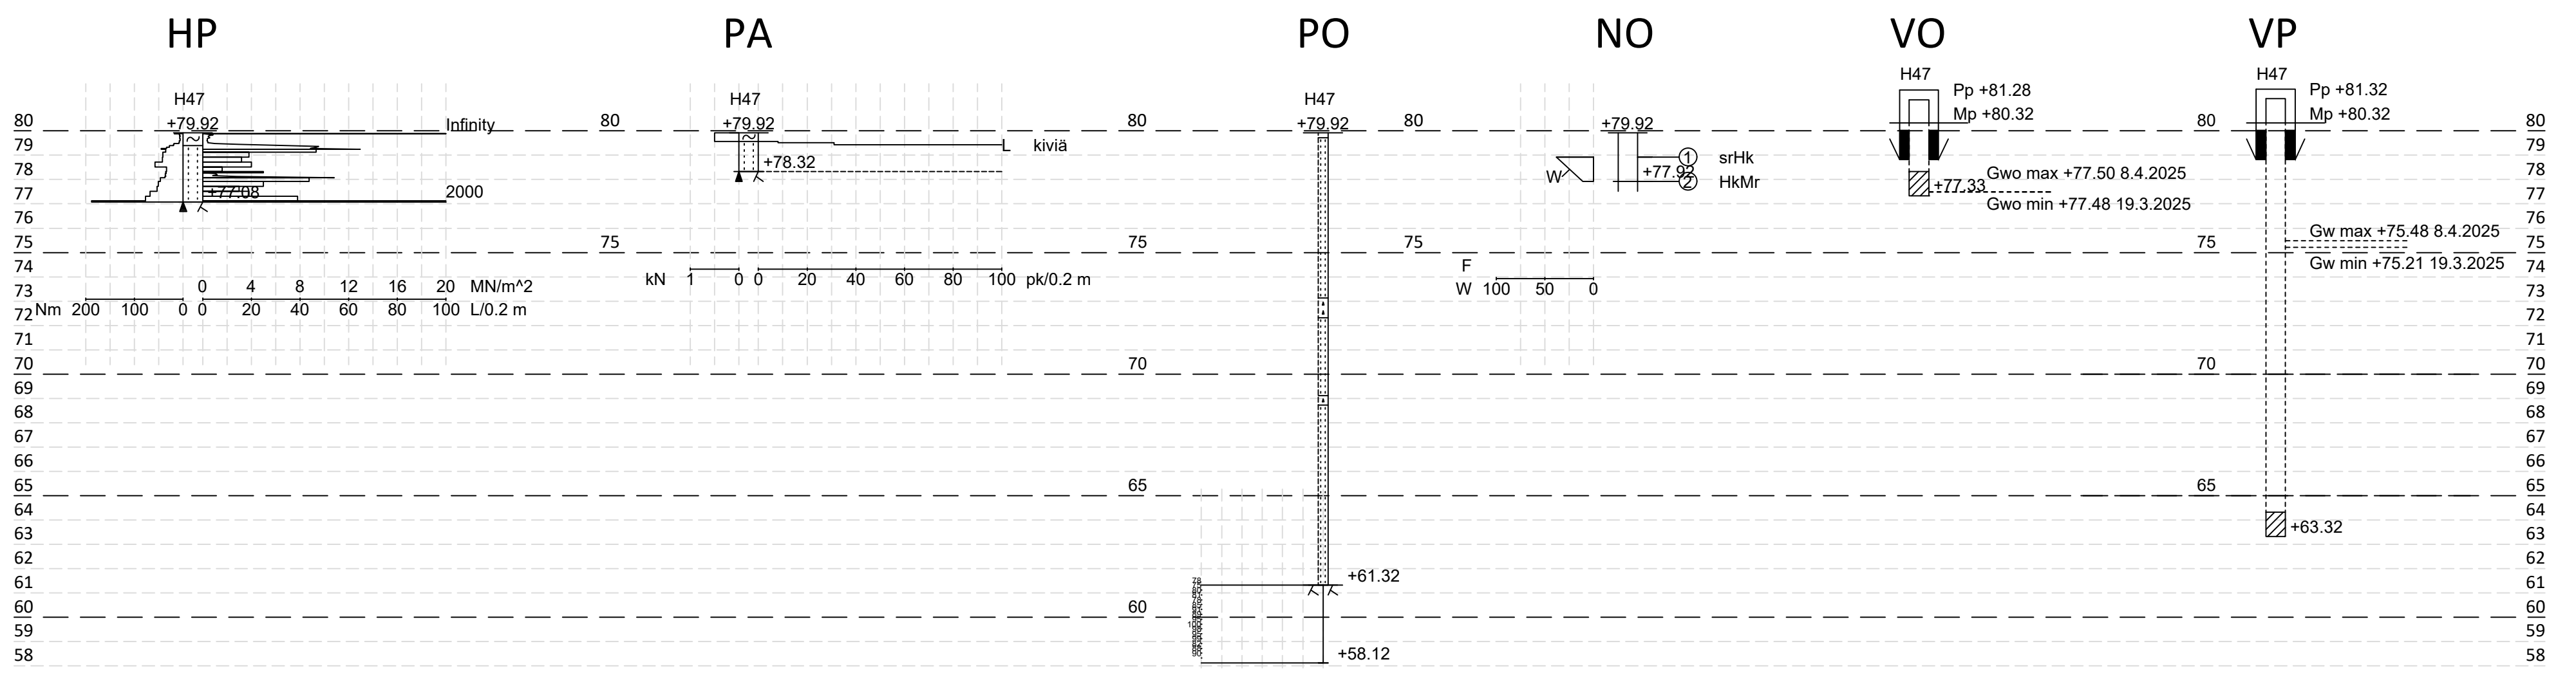 HP PA PO NO VO VP
H47 H47 H47 H47 H47
Pp +81.28 Pp +81.32
Mp +80.32 Mp +80.32
80 +79.92 Infinity 80 +79.92 80 +79.92 80 +79.92 80 80
79 L kiviä 79
① srHk
78 +78.32 +77.92 Gwo max +77.50 8.4.2025 78
W ② HkMr
77 +77.08 2000 +77.33 77
Gwo min +77.48 19.3.2025
76 76
75 75 75 75 75 Gw max +75.48 8.4.2025 75
74 F Gw min +75.21 19.3.2025 74
kN 1 0 0 20 40 60 80 100 pk/0.2 m
73 0 4 8 12 16 20 MN/m^2 W 100 50 0 73
72 Nm 200 100 0 0 20 40 60 80 100 L/0.2 m 72
71 71
70 70 70 70
69 69
68 68
67 67
66 66
65 65 65 65
64 64
63 +63.32 63
62 62
61 +61.32 61
60 60 60
59 59
58 +58.12 58